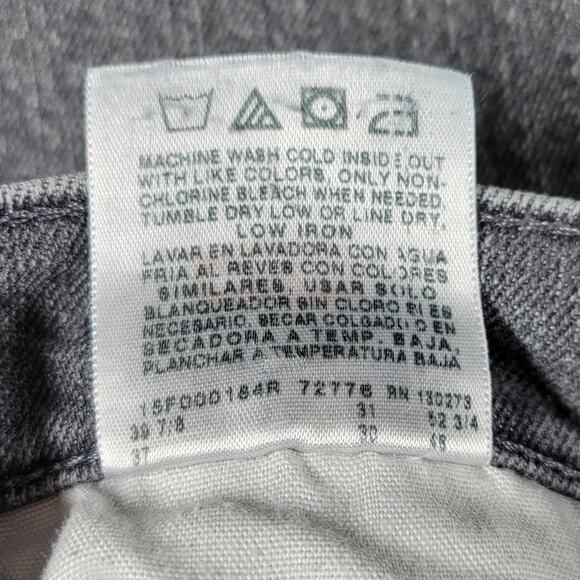 MACHINE WASH COLD INSIDE OUT
WITH LIKE COLORS, ONLY NON-
CHLORINE BLEACH WHEN NEEDED.
TUMBLE DRY LOW OR LINE DRY,
LOW IRON
LAVAR EN LAVADORA CON AGUA
FRIA AL REVES CON COLORES
SIMILARES, USAR SOLO
BLANQUEADOR SIN CLORO SI ES
NECESARIO. SECAR COLGADO O EN
SECADORA A TEMP. BAJA,
PLANCHAR A TEMPERATURA BAJA
15F000184R 72776 RN 130273
39 7/8 31 52 3/4
37 30 48